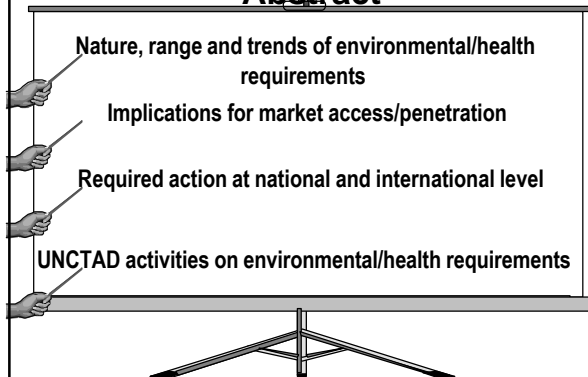 Abstract
Nature, range and trends of environmental/health
requirements
Implications for market access/penetration
Required action at national and international level
UNCTAD activities on environmental/health requirements